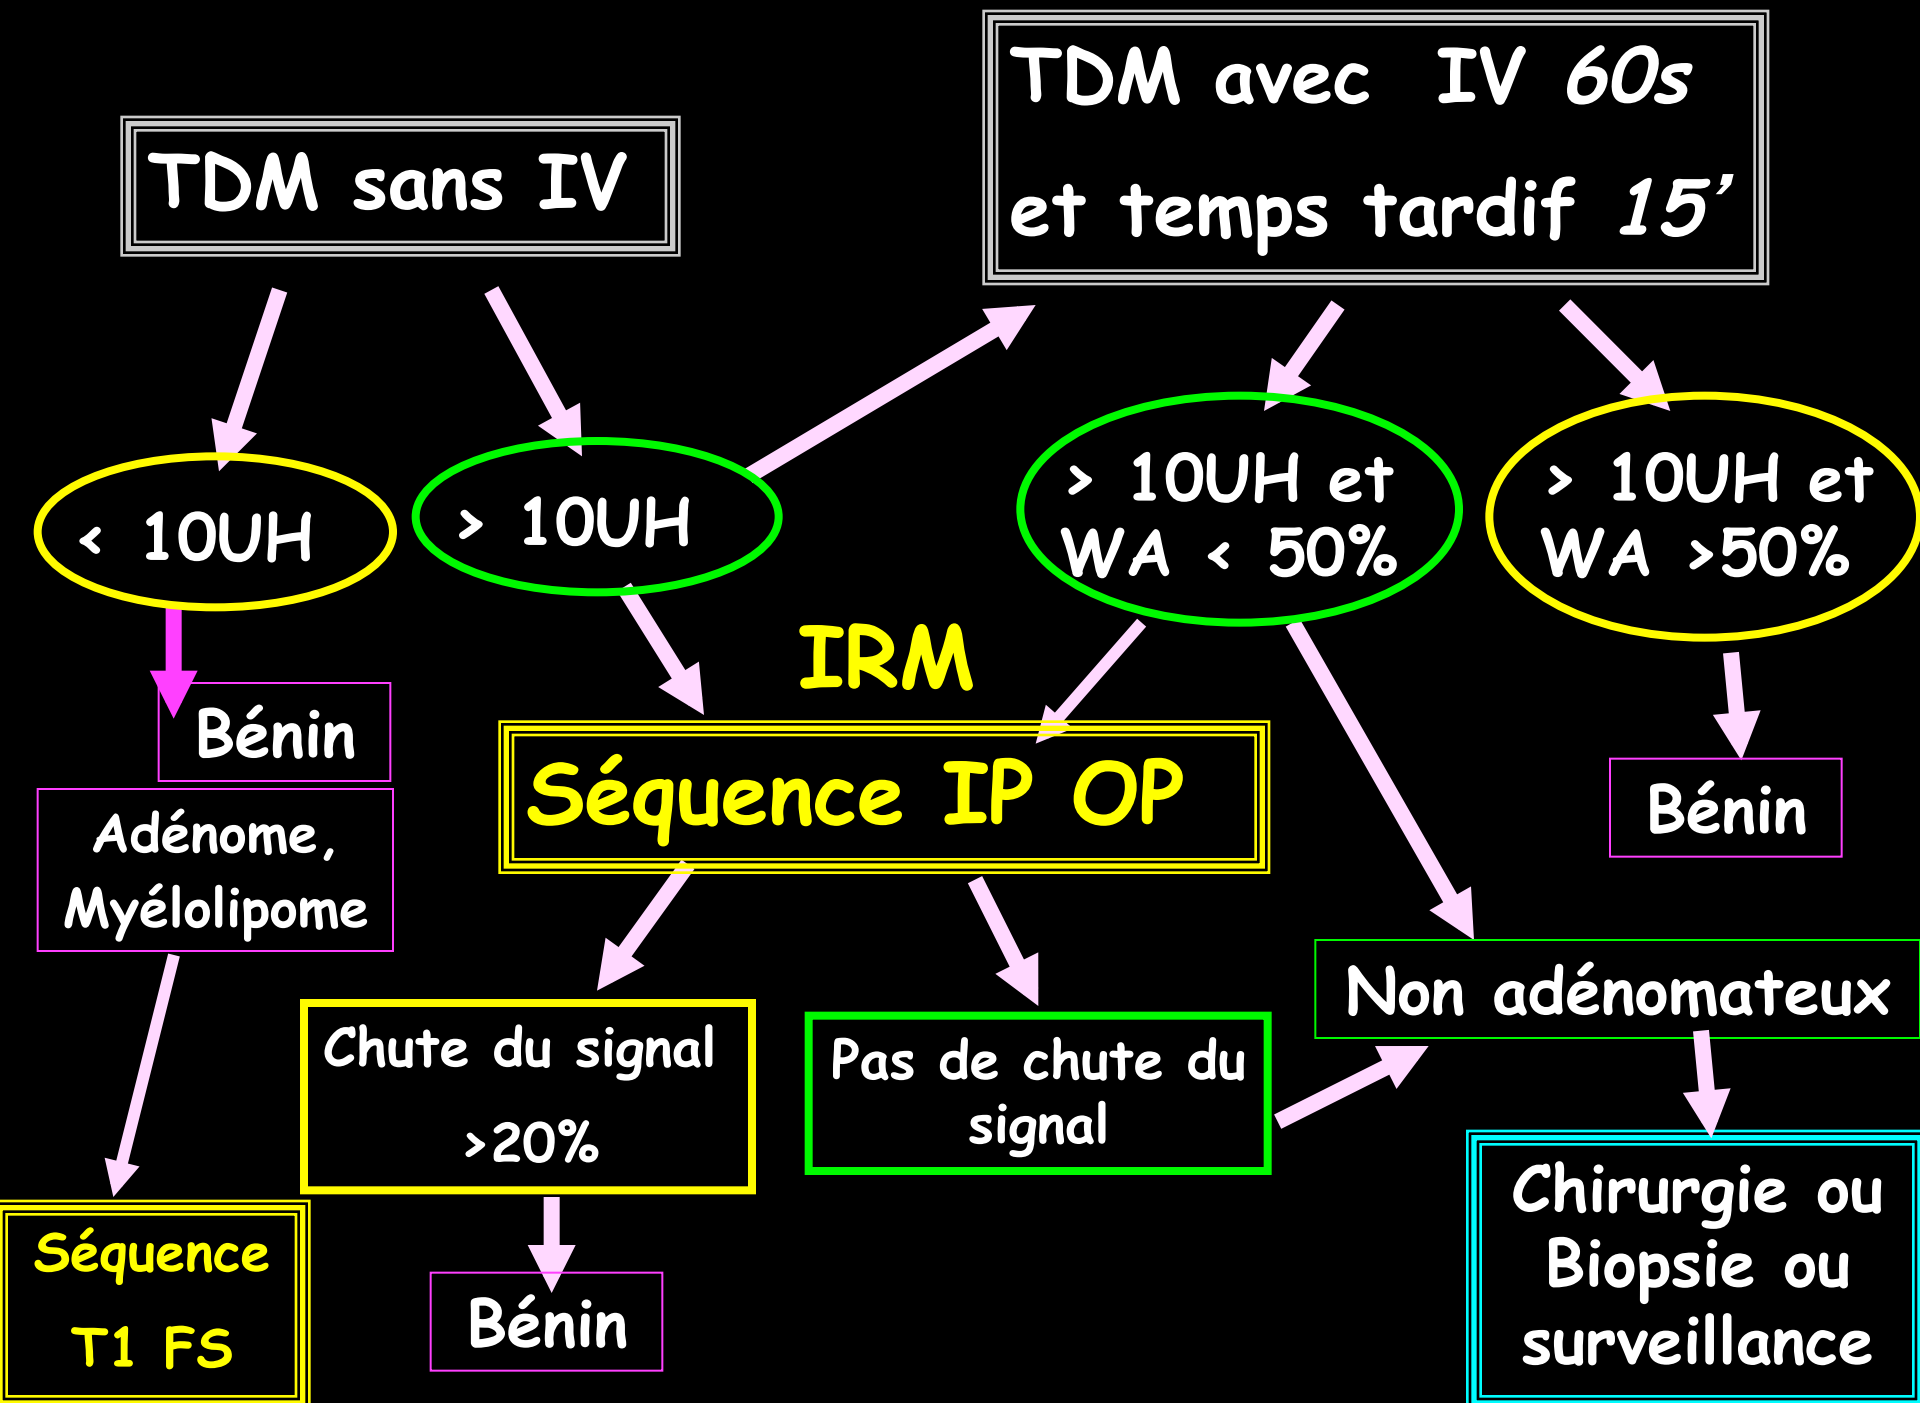 TDM avec IV 60s
et temps tardif 15’
TDM sans IV
< 10UH
> 10UH
> 10UH et
WA < 50%
> 10UH et
WA >50%
IRM
Bénin
Séquence IP OP
Bénin
Adénome,
Myélolipome
Non adénomateux
Chute du signal
>20%
Pas de chute du
signal
Chirurgie ou
Biopsie ou
surveillance
Séquence
T1 FS
Bénin